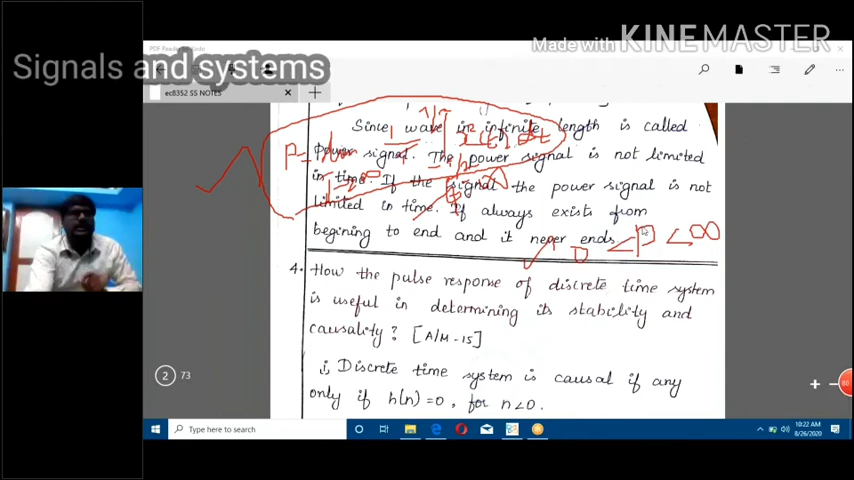 Made with KINEMASTER
PDF Reader
Signals and systems
ec8352 SS NOTES
Since wave in infinite length is called
power signal. The power signal is not limited
in time. If the signal the power signal is not
limited in time. If always exists from
begining to end and it never ends
0 < P < ∞
4. How the pulse response of discrete time system
is useful in determining its stability and
causality? [A/M-15]
i, Discrete time system is causal if any
only if h(n)=0, for n<0.
2 73
Type here to search
10:22 AM
8/26/2020